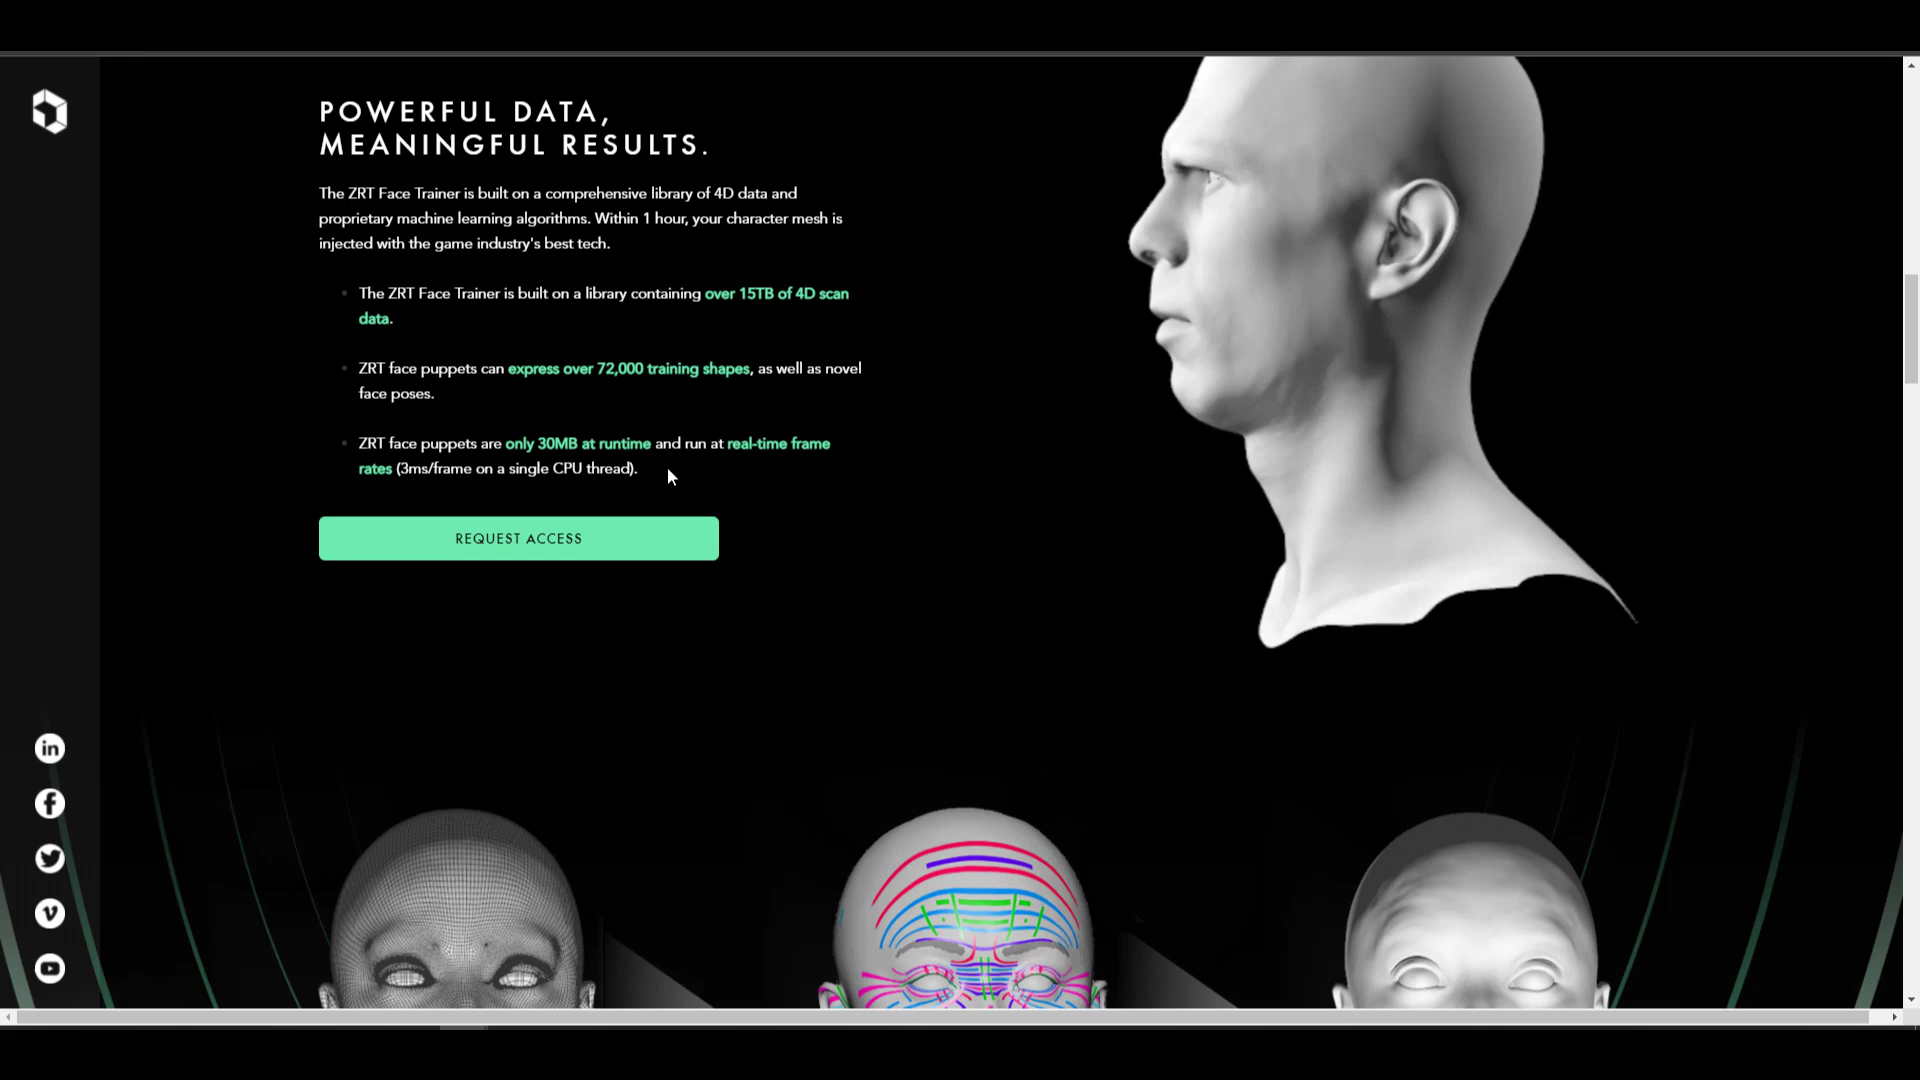 POWERFUL DATA,
MEANINGFUL RESULTS.
The ZRT Face Trainer is built on a comprehensive library of 4D data and
proprietary machine learning algorithms. Within 1 hour, your character mesh is
injected with the game industry's best tech.
The ZRT Face Trainer is built on a library containing over 15TB of 4D scan
data.
ZRT face puppets can express over 72,000 training shapes, as well as novel
face poses.
ZRT face puppets are only 30MB at runtime and run at real-time frame
rates (3ms/frame on a single CPU thread).
REQUEST ACCESS